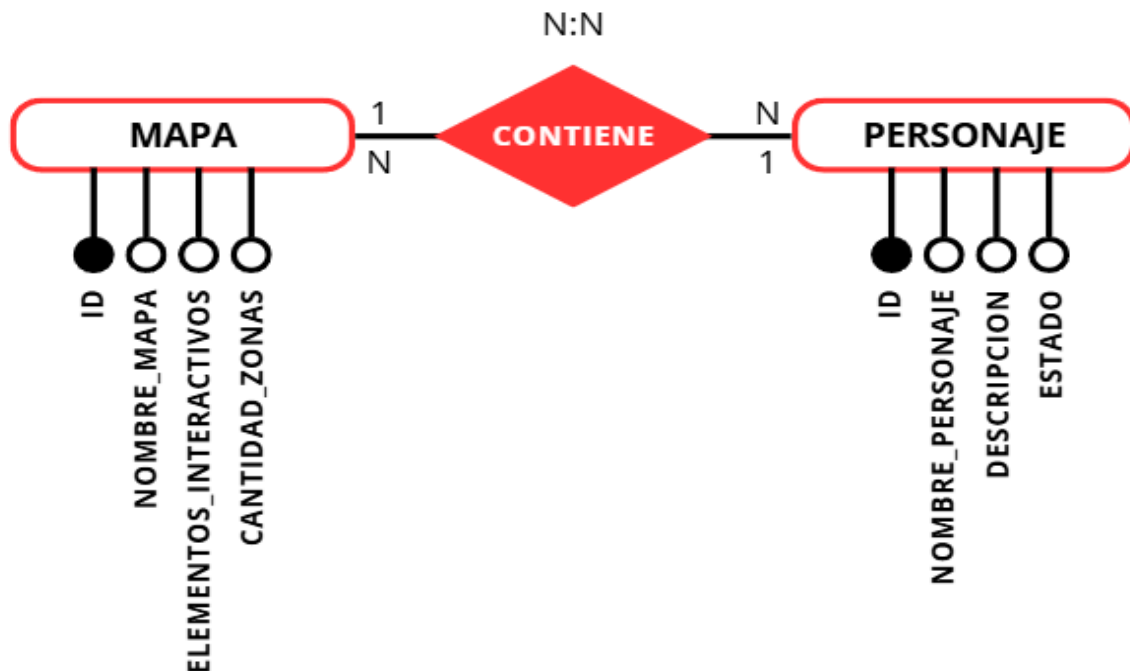 N:N
MAPA
1
N
CONTIENE
N
1
PERSONAJE
ID
NOMBRE_MAPA
ELEMENTOS_INTERACTIVOS
CANTIDAD_ZONAS
ID
NOMBRE_PERSONAJE
DESCRIPCION
ESTADO